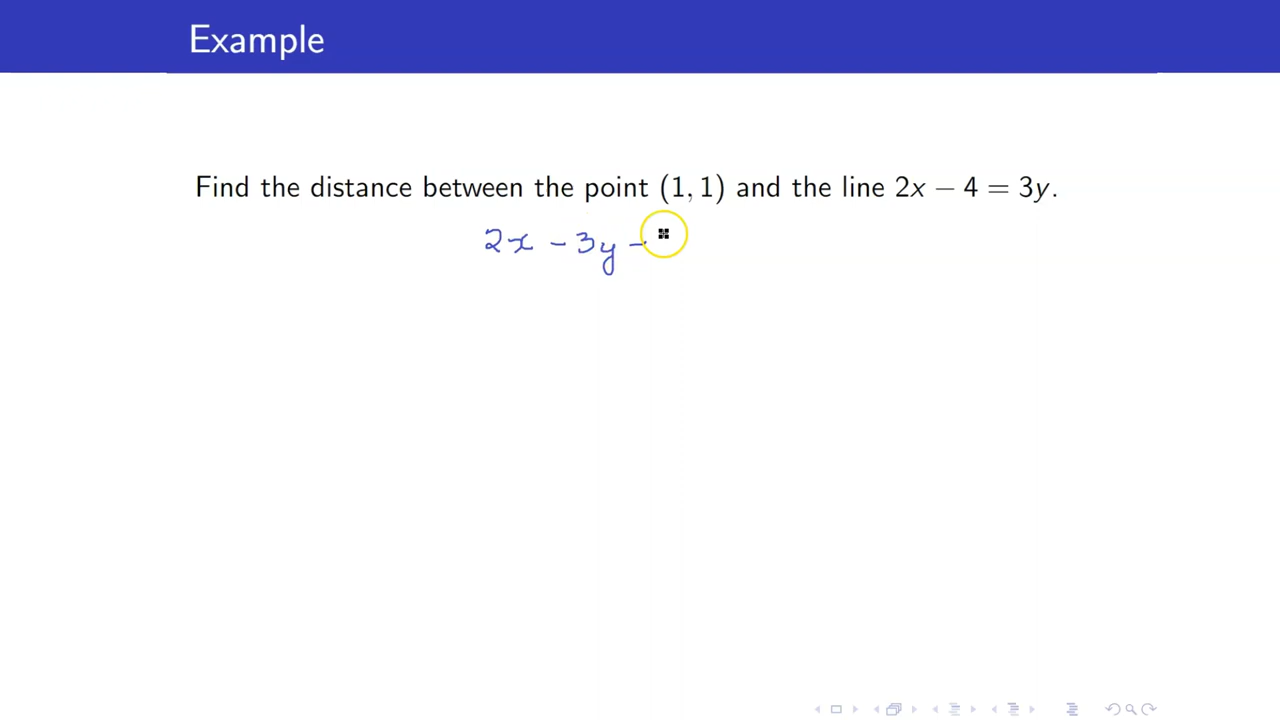 Example
Find the distance between the point (1, 1) and the line 2x − 4 = 3y.
2x − 3y −